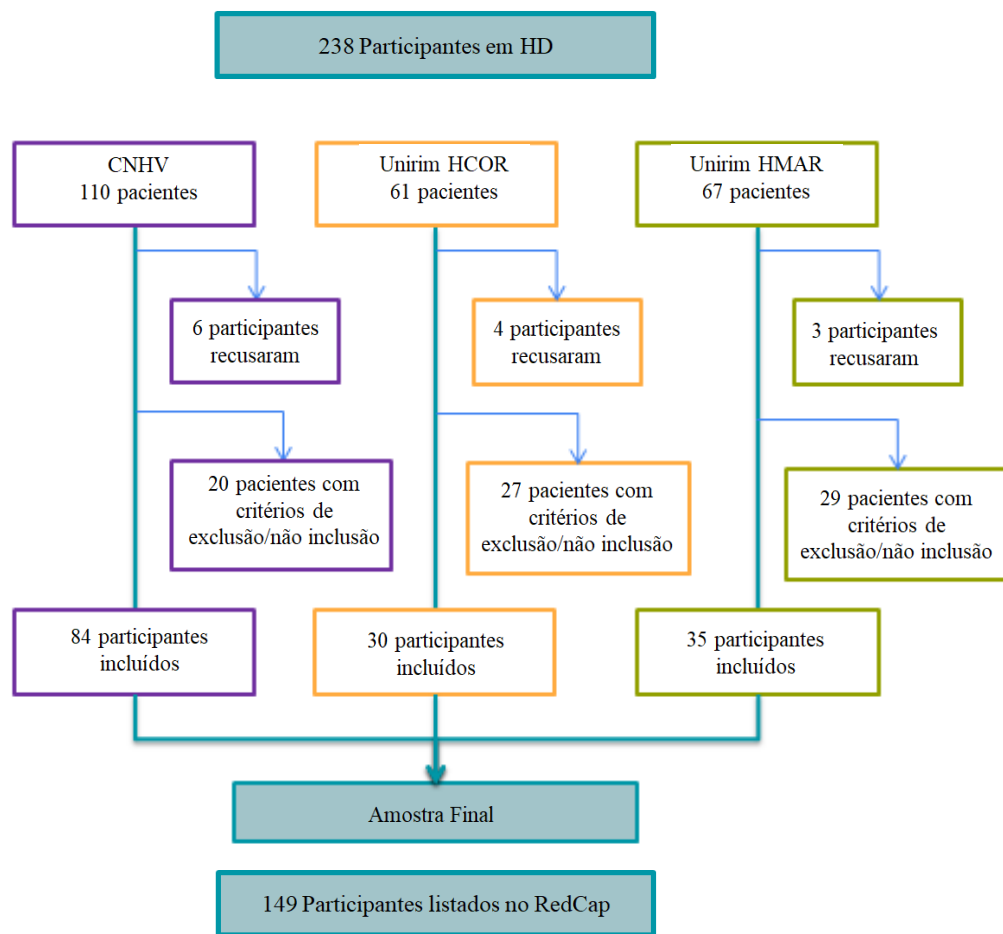 238 Participantes em HD
CNHV
110 pacientes
Unirim HCOR
61 pacientes
Unirim HMAR
67 pacientes
6 participantes
recusaram
4 participantes
recusaram
3 participantes
recusaram
20 pacientes com
critérios de
exclusão/não inclusão
27 pacientes com
critérios de
exclusão/não inclusão
29 pacientes com
critérios de
exclusão/não inclusão
84 participantes
incluídos
30 participantes
incluídos
35 participantes
incluídos
Amostra Final
149 Participantes listados no RedCap